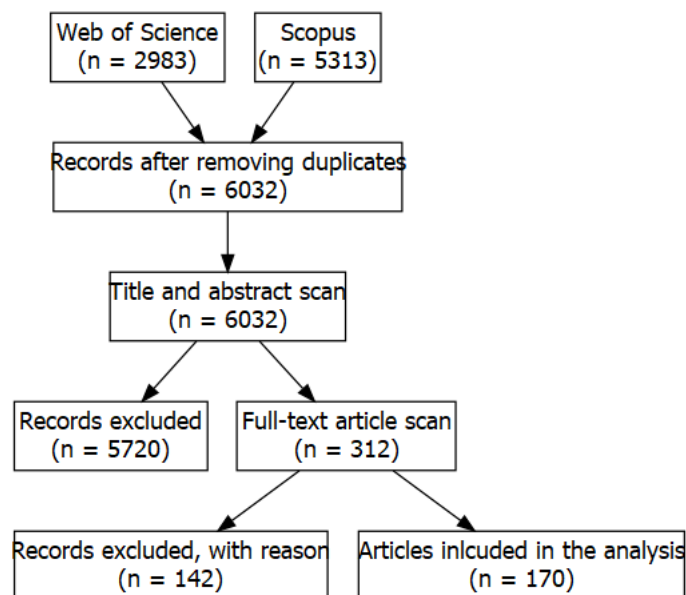 Web of Science
(n = 2983)
Scopus
(n = 5313)
Records after removing duplicates
(n = 6032)
Title and abstract scan
(n = 6032)
Records excluded
(n = 5720)
Full-text article scan
(n = 312)
Records excluded, with reason
(n = 142)
Articles inlcuded in the analysis
(n = 170)